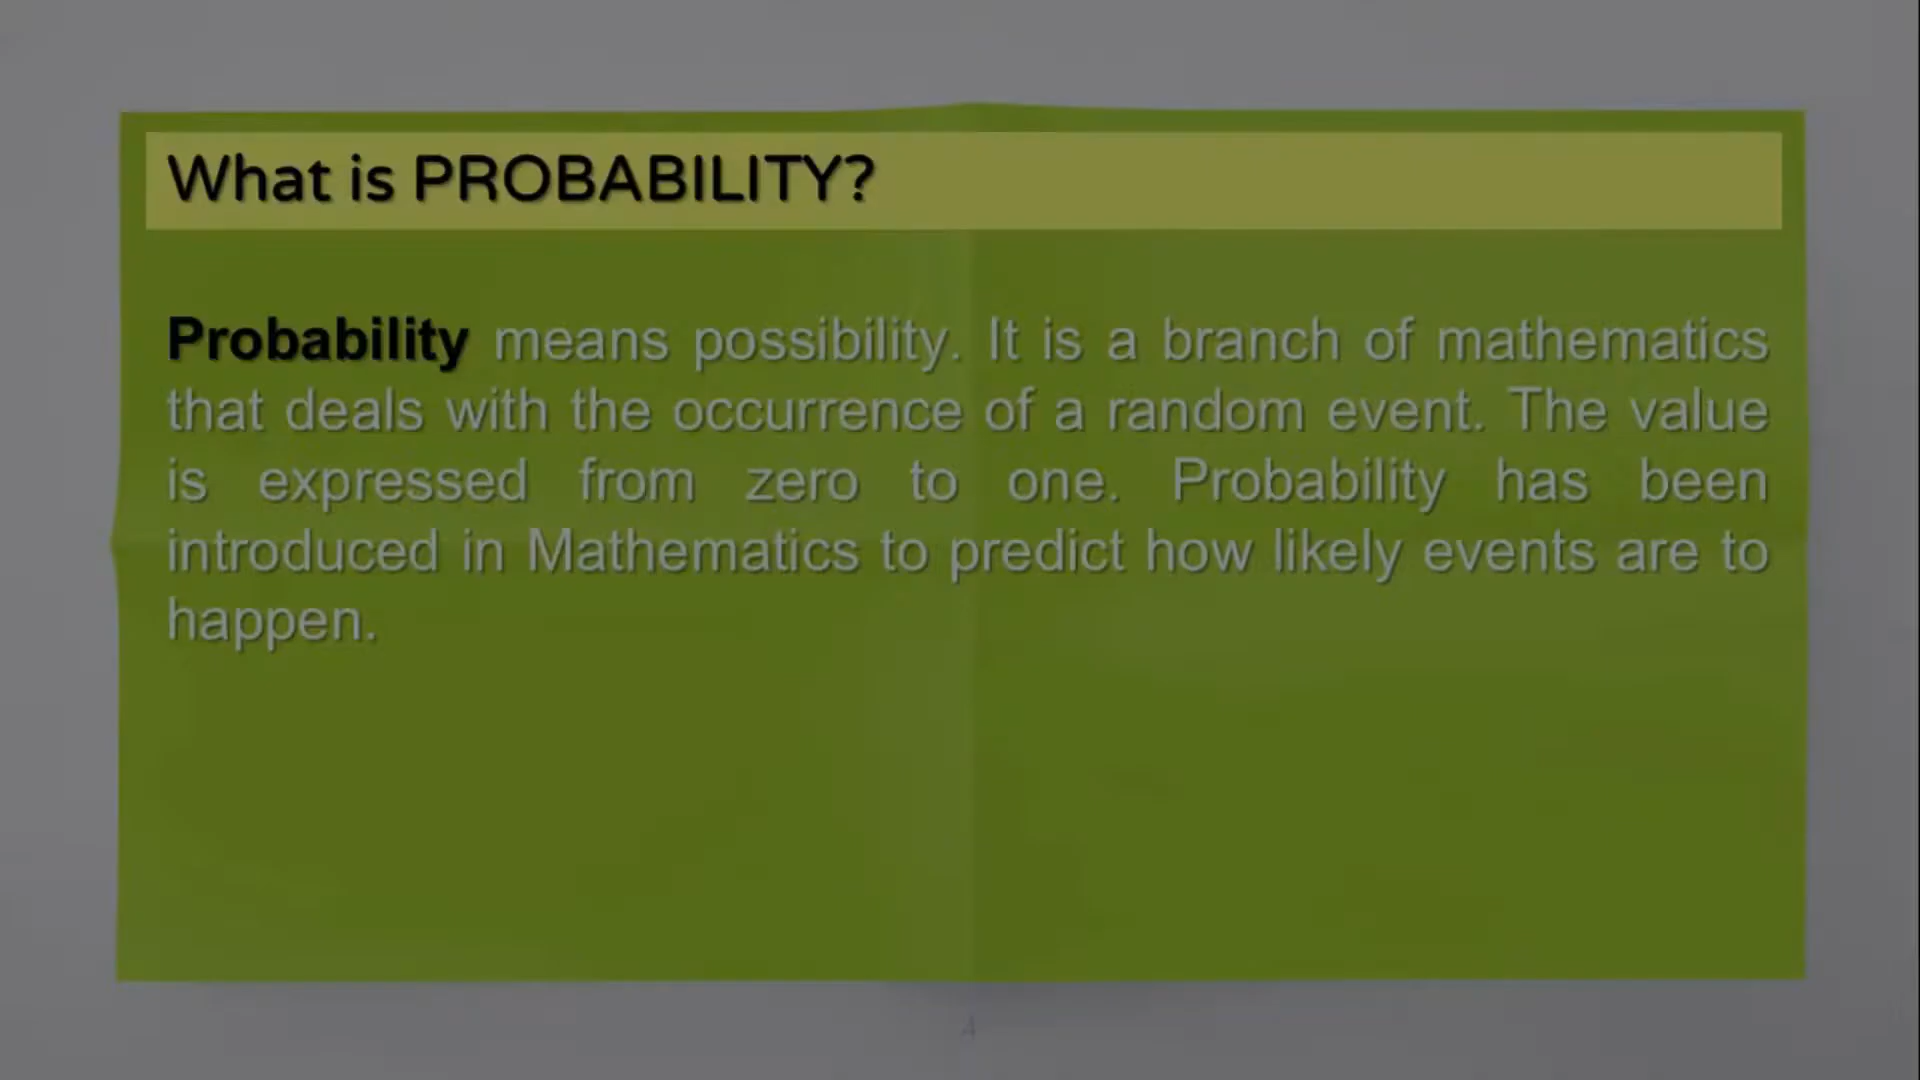 What is PROBABILITY?
Probability means possibility. It is a branch of mathematics
that deals with the occurrence of a random event. The value
is expressed from zero to one. Probability has been
introduced in Mathematics to predict how likely events are to
happen.